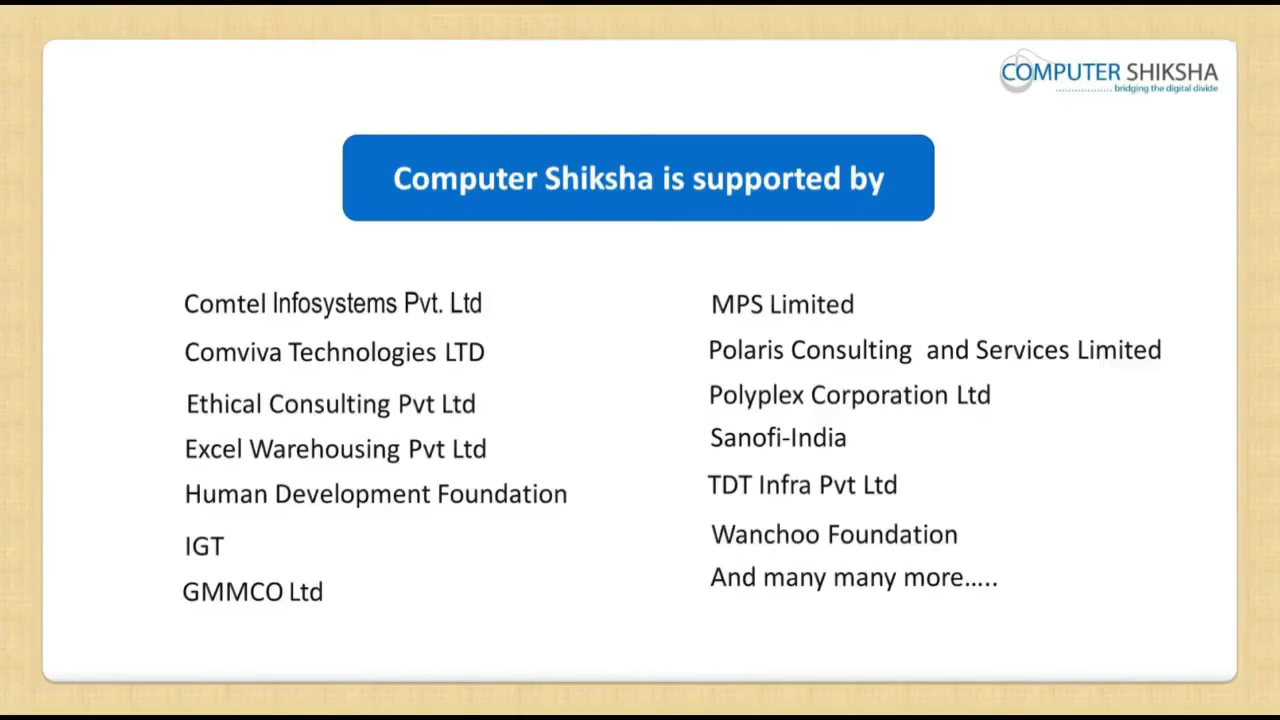 COMPUTER SHIKSHA
bridging the digital divide
Computer Shiksha is supported by
Comtel Infosystems Pvt. Ltd
Comviva Technologies LTD
Ethical Consulting Pvt Ltd
Excel Warehousing Pvt Ltd
Human Development Foundation
IGT
GMMCO Ltd
MPS Limited
Polaris Consulting and Services Limited
Polyplex Corporation Ltd
Sanofi-India
TDT Infra Pvt Ltd
Wanchoo Foundation
And many many more.....